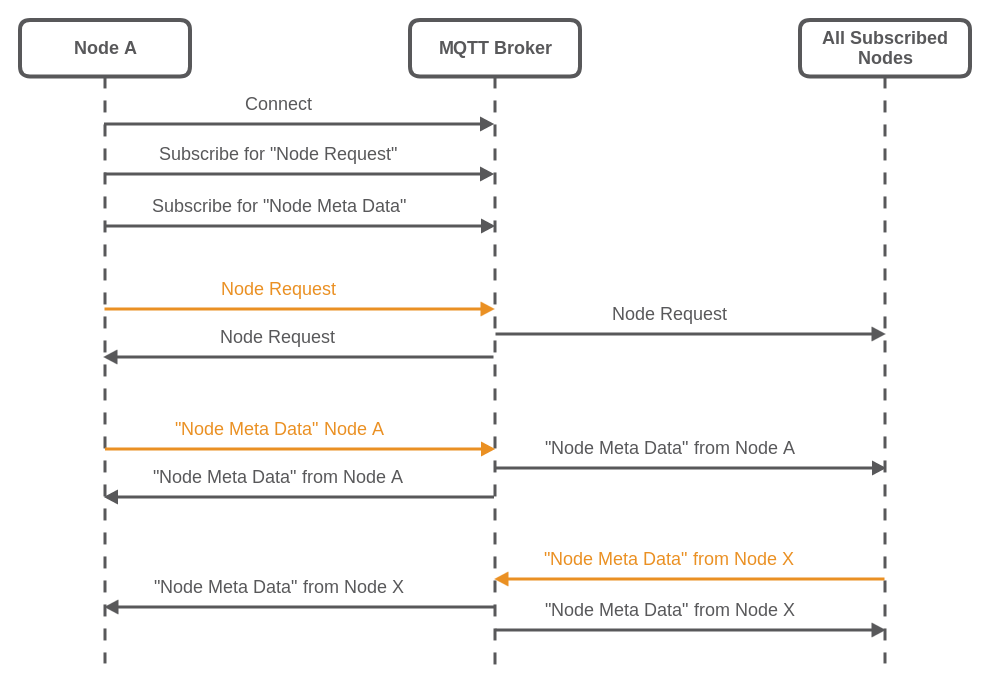 Node A
MQTT Broker
All Subscribed
Nodes
Connect
Subscribe for "Node Request"
Subscribe for "Node Meta Data"
Node Request
Node Request
Node Request
"Node Meta Data" Node A
"Node Meta Data" from Node A
"Node Meta Data" from Node A
"Node Meta Data" from Node X
"Node Meta Data" from Node X
"Node Meta Data" from Node X